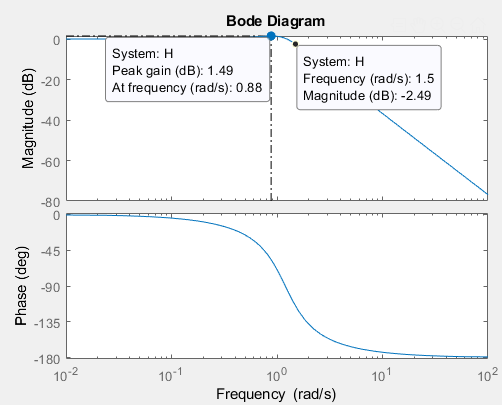 Bode Diagram
0
-20
-40
-60
-80
Magnitude (dB)
System: H
Peak gain (dB): 1.49
At frequency (rad/s): 0.88
System: H
Frequency (rad/s): 1.5
Magnitude (dB): -2.49
0
-45
-90
-135
-180
Phase (deg)
10^-2 10^-1 10^0 10^1 10^2
Frequency (rad/s)